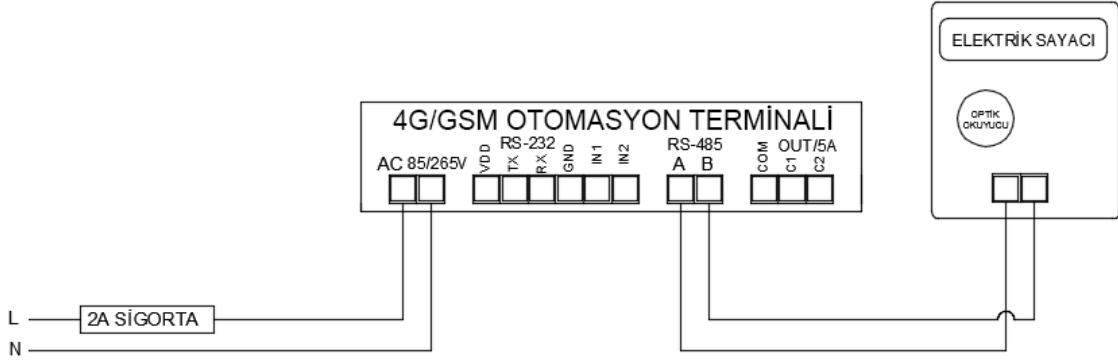 ELEKTRİK SAYACI
OPTİK
OKUYUCU
4G/GSM OTOMASYON TERMİNALİ
RS-232 RS-485 OUT/5A
AC 85/265V VDD TX RX GND IN1 IN2 A B COM C1 C2
L 2A SİGORTA
N